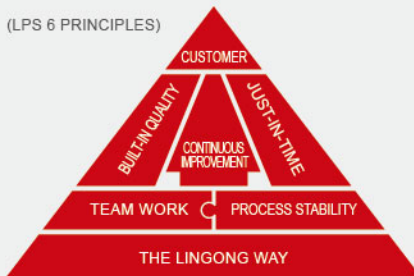 (LPS 6 PRINCIPLES)
CUSTOMER
BUILT-IN QUALITY
CONTINUOUS
IMPROVEMENT
JUST-IN-TIME
TEAM WORK
PROCESS STABILITY
THE LINGONG WAY